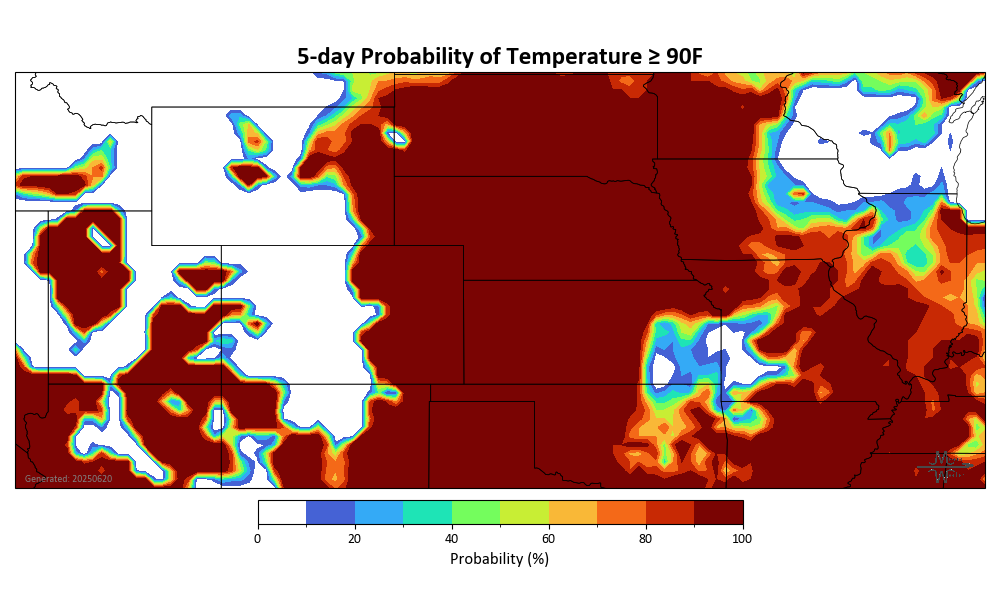 5-day Probability of Temperature ≥ 90F
Generated: 20250620
0 20 40 60 80 100
Probability (%)